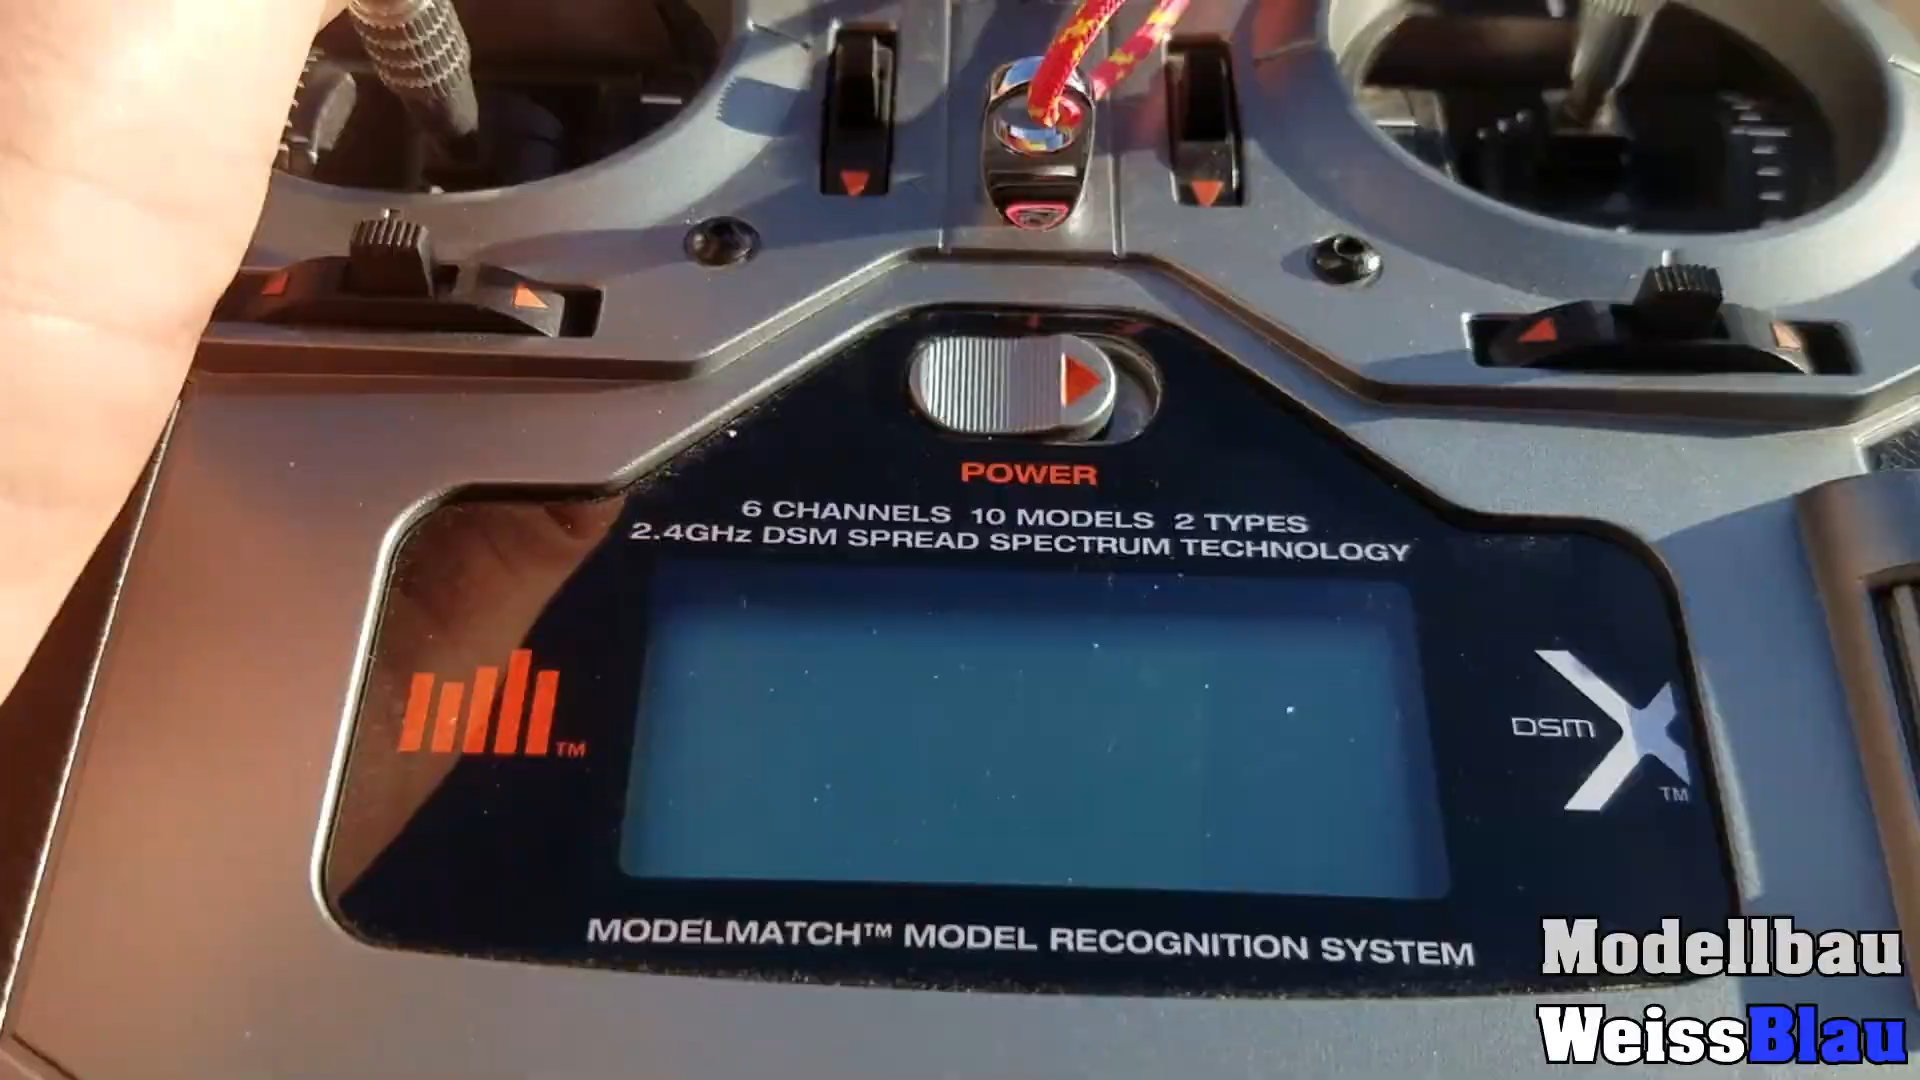 POWER
6 CHANNELS 10 MODELS 2 TYPES
2.4GHz DSM SPREAD SPECTRUM TECHNOLOGY
TM
DSM X
TM
MODELMATCH™ MODEL RECOGNITION SYSTEM
Modellbau
WeissBlau